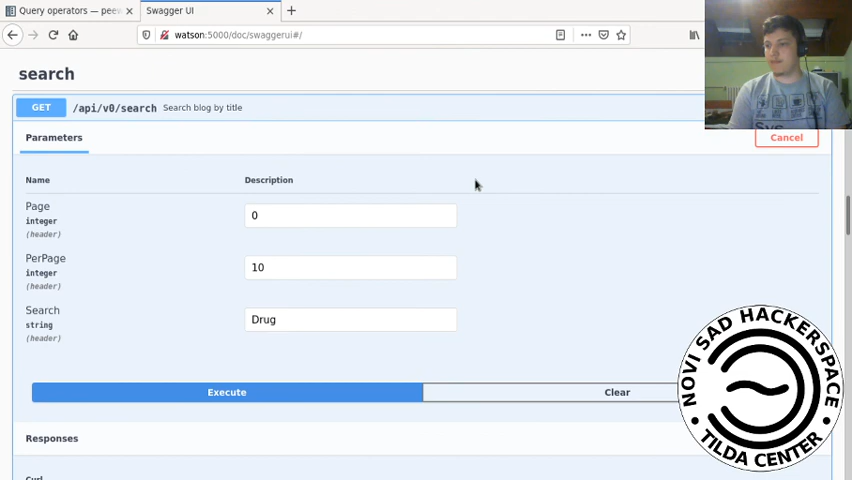 Query operators — peew
Swagger UI
watson:5000/doc/swaggerui#/
search
GET /api/v0/search Search blog by title
Parameters
Cancel
Name Description
Page
integer
(header)
0
PerPage
integer
(header)
10
Search
string
(header)
Drug
Execute Clear
Responses
Curl
NOVI SAD HACKERSPACE
• TILDA CENTER •